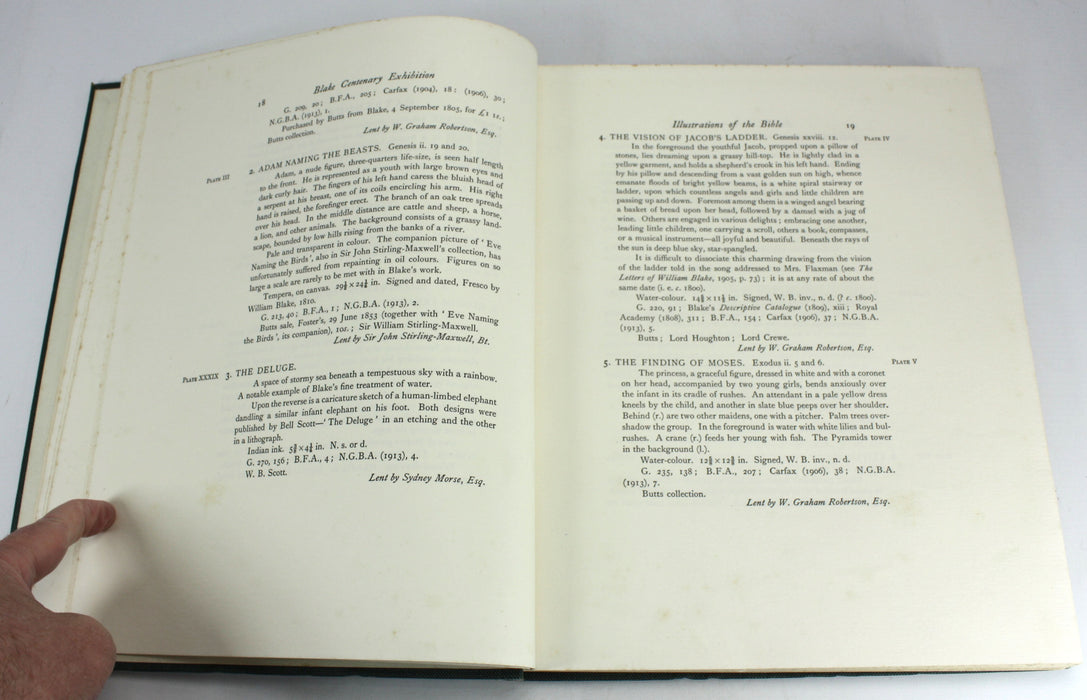 18
Blake Centenary Exhibition
G. 209, 20; B.F.A., 205; Carfax (1904), 18: (1906), 30;
N.G.B.A. (1913), 1.
Purchased by Butts from Blake, 4 September 1805, for £1 1s.;
Butts collection.
Lent by W. Graham Robertson, Esq.
PLATE III
2. ADAM NAMING THE BEASTS. Genesis ii. 19 and 20.
Adam, a nude figure, three-quarters life-size, is seen half length
to the front. He is represented as a youth with large brown eyes and
dark curly hair. The fingers of his left hand caress the bluish head of
a serpent at his breast, one of its coils encircling his arm. His right
hand is raised, the forefinger erect. The branch of an oak tree spreads
over his head. In the middle distance are cattle and sheep, a horse,
a lion, and other animals. The background consists of a grassy land-
scape, bounded by low hills rising from the banks of a river.
Pale and transparent in colour. The companion picture of ‘Eve
Naming the Birds’, also in Sir John Stirling-Maxwell's collection, has
unfortunately suffered from repainting in oil colours. Figures on so
large a scale are rarely to be met with in Blake's work.
Tempera, on canvas. 29½ × 24½ in. Signed and dated, Fresco by
William Blake, 1810.
G. 213, 40; B.F.A., 1; N.G.B.A. (1913), 2.
Butts sale, Foster's, 29 June 1853 (together with ‘Eve Naming
the Birds’, its companion), 10s.; Sir William Stirling-Maxwell.
Lent by Sir John Stirling-Maxwell, Bt.
PLATE XXXIX
3. THE DELUGE.
A space of stormy sea beneath a tempestuous sky with a rainbow.
A notable example of Blake's fine treatment of water.
Upon the reverse is a caricature sketch of a human-limbed elephant
dandling a similar infant elephant on his foot. Both designs were
published by Bell Scott—‘The Deluge’ in an etching and the other
in a lithograph.
Indian ink. in. N. s. or d.
G. 270, 156; B.F.A., 4; N.G.B.A. (1913), 4.
W. B. Scott.
Lent by Sydney Morse, Esq.
Illustrations of the Bible
19
4. THE VISION OF JACOB'S LADDER. Genesis xxviii. 12.
PLATE IV
In the foreground the youthful Jacob, propped upon a pillow of
stones, lies dreaming upon a grassy hill-top. He is lightly clad in a
yellow garment, and holds a shepherd's crook in his left hand. Ending
by his pillow and descending from a vast golden sun on high, whence
emanate floods of bright yellow beams, is a white spiral stairway or
ladder, upon which countless angels and girls and little children are
passing up and down. Foremost among them is a winged angel bearing
a basket of bread upon her head, followed by a damsel with a jug of
wine. Others are engaged in various delights; embracing one another,
leading little children, one carrying a scroll, others a book, compasses,
or a musical instrument—all joyful and beautiful. Beneath the rays of
the sun is deep blue sky, star-spangled.
It is difficult to dissociate this charming drawing from the vision
of the ladder told in the song addressed to Mrs. Flaxman (see The
Letters of William Blake, 1905, p. 73); it is at any rate of about the
same date (i. e. c. 1800).
Water-colour. in. Signed, W. B. inv., n. d. (? c. 1800).
G. 220, 91; Blake's Descriptive Catalogue (1809), xiii; Royal
Academy (1808), 311; B.F.A., 154; Carfax (1906), 37; N.G.B.A.
(1913), 5.
Butts; Lord Houghton; Lord Crewe.
Lent by W. Graham Robertson, Esq.
5. THE FINDING OF MOSES. Exodus ii. 5 and 6.
PLATE V
The princess, a graceful figure, dressed in white and with a coronet
on her head, accompanied by two young girls, bends anxiously over
the infant in its cradle of rushes. An attendant in a pale yellow dress
kneels by the child, and another in slate blue peeps over her shoulder.
Behind (r.) are two other maidens, one with a pitcher. Palm trees over-
shadow the group. In the foreground is water with white lilies and bul-
rushes. A crane (r.) feeds her young with fish. The Pyramids tower
in the background (l.).
Water-colour. in. Signed, W. B. inv., n. d.
G. 235, 138; B.F.A., 207; Carfax (1906), 38; N.G.B.A.
(1913), 7.
Butts collection.
Lent by W. Graham Robertson, Esq.